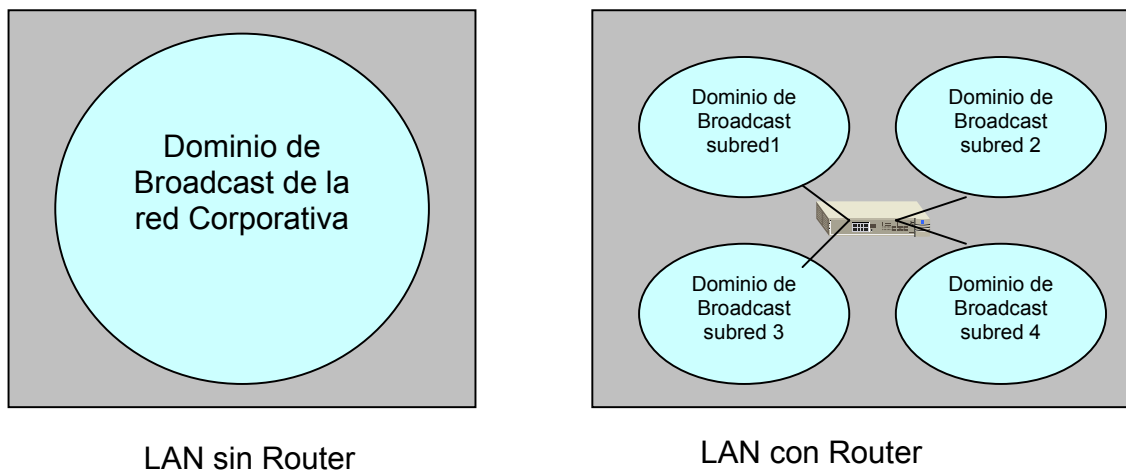 Dominio de
Broadcast de la
red Corporativa
Dominio de
Broadcast
subred1
Dominio de
Broadcast
subred 2
Dominio de
Broadcast
subred 3
Dominio de
Broadcast
subred 4
LAN sin Router
LAN con Router